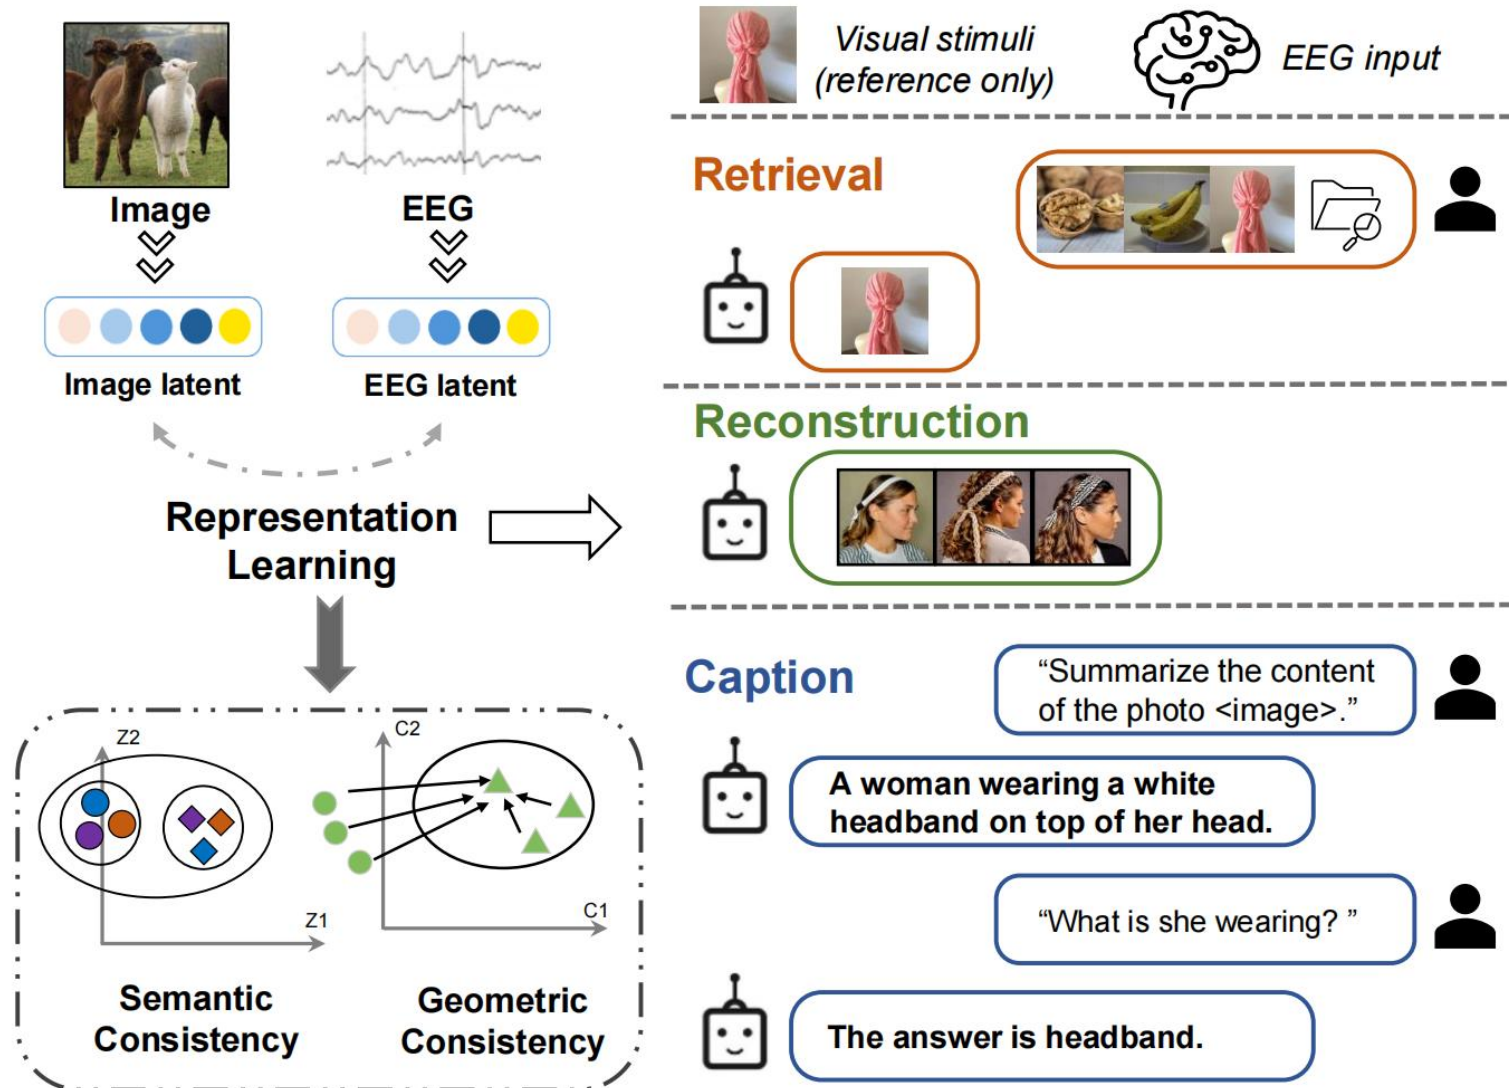 Image
EEG
Image latent
EEG latent
Representation
Learning
Z2
Z1
Semantic
Consistency
C2
C1
Geometric
Consistency
Visual stimuli
(reference only)
EEG input
Retrieval
Reconstruction
Caption
“Summarize the content
of the photo <image>.”
A woman wearing a white
headband on top of her head.
“What is she wearing? ”
The answer is headband.